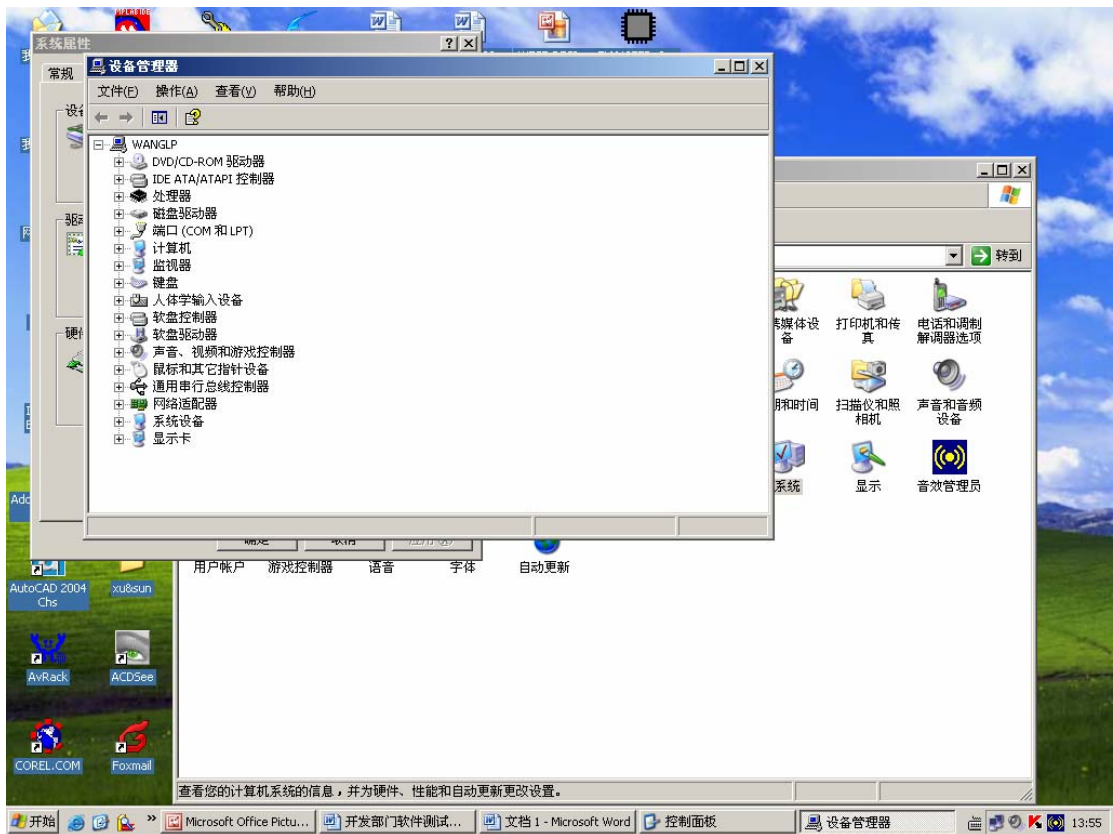 系统属性
常规
设备管理器
文件(F) 操作(A) 查看(V) 帮助(H)
WANGLP
DVD/CD-ROM 驱动器
IDE ATA/ATAPI 控制器
处理器
磁盘驱动器
端口 (COM 和 LPT)
计算机
监视器
键盘
人体学输入设备
软盘控制器
软盘驱动器
声音、视频和游戏控制器
鼠标和其它指针设备
通用串行总线控制器
网络适配器
系统设备
显示卡
转到
打印机和传真
电话和调制解调器选项
扫描仪和照相机
声音和音频设备
系统
显示
音效管理员
用户帐户 游戏控制器 语音 字体 自动更新
AutoCAD 2004 Chs
xu&sun
AvRack
ACDSee
COREL.COM
Foxmail
查看您的计算机系统的信息，并为硬件、性能和自动更新更改设置。
开始
Microsoft Office Pictu...
开发部门软件测试...
文档 1 - Microsoft Word
控制面板
设备管理器
13:55